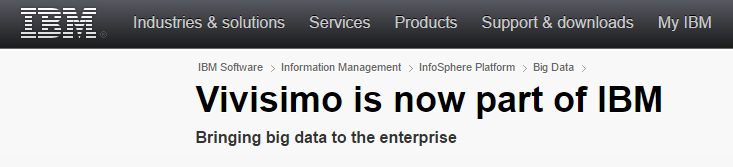 IBM® Industries & solutions Services Products Support & downloads My IBM
IBM Software > Information Management > InfoSphere Platform > Big Data >
Vivisimo is now part of IBM
Bringing big data to the enterprise